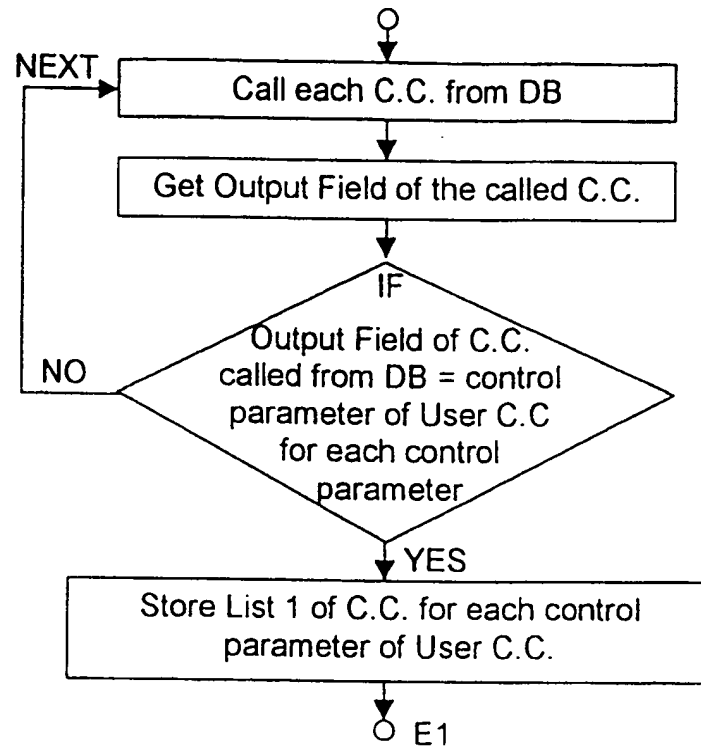 NEXT
Call each C.C. from DB
Get Output Field of the called C.C.
IF
Output Field of C.C.
called from DB = control
parameter of User C.C
for each control
parameter
NO
YES
Store List 1 of C.C. for each control
parameter of User C.C.
E1